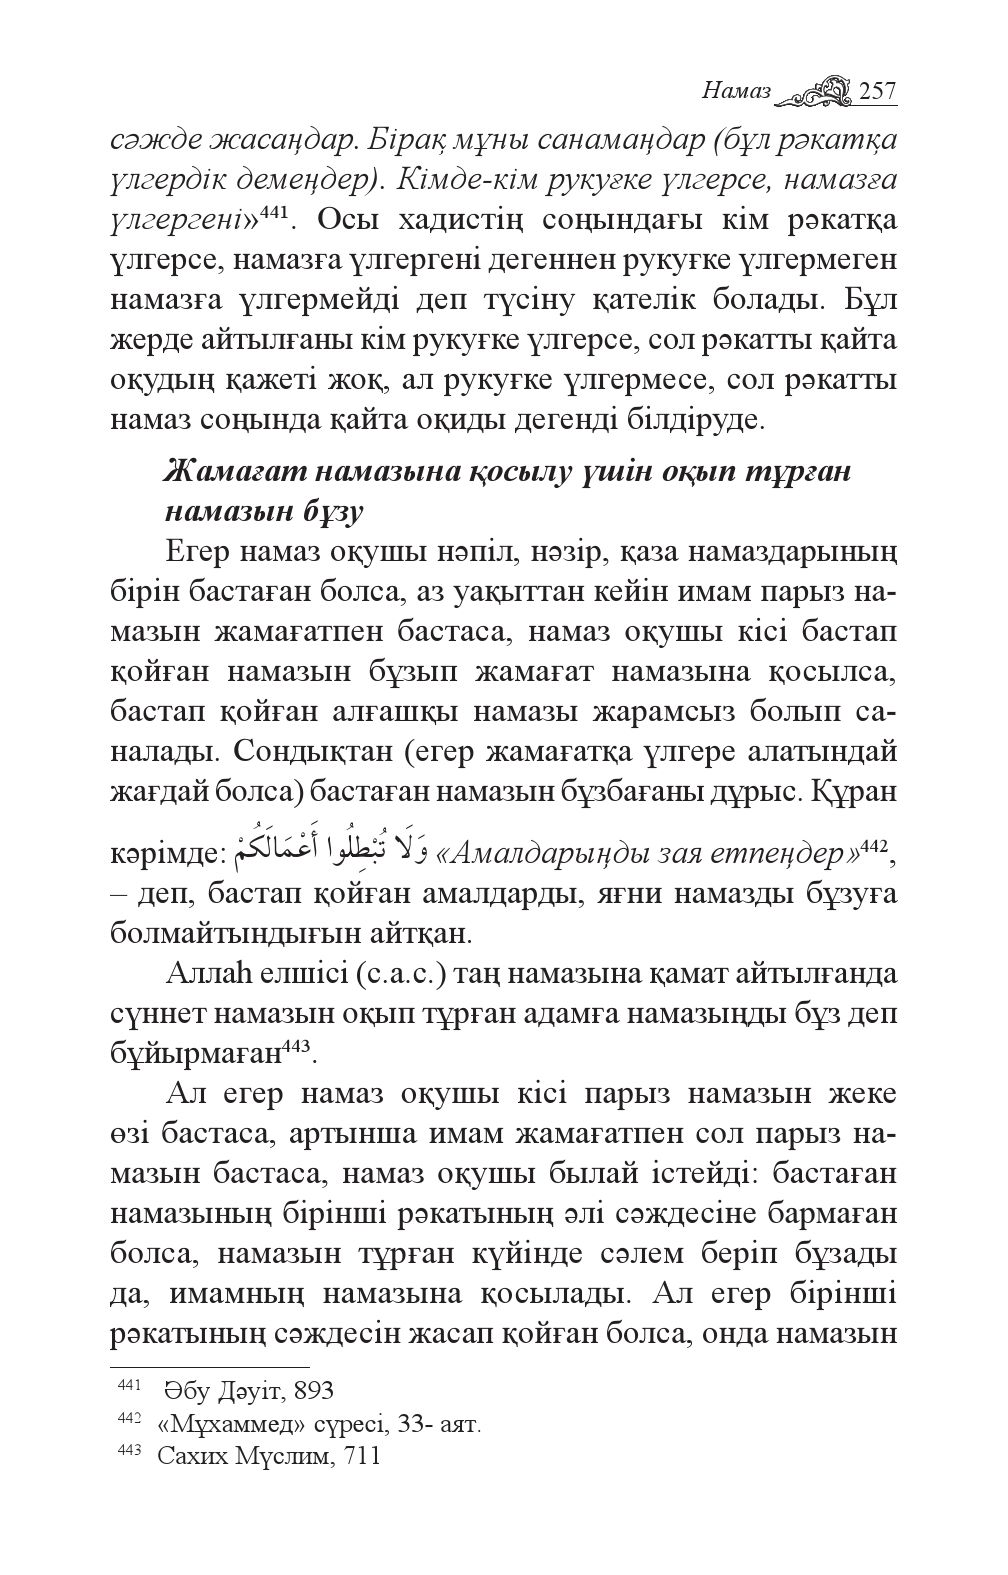 Намаз 257
сәжде жасаңдар. Бірақ мұны санамаңдар (бұл рәкатқа
үлгердік демеңдер). Кімде-кім рукуғке үлгерсе, намазға
үлгергені»⁴⁴¹. Осы хадистің соңындағы кім рәкатқа
үлгерсе, намазға үлгергені дегеннен рукуғке үлгермеген
намазға үлгермейді деп түсіну қателік болады. Бұл
жерде айтылғаны кім рукуғке үлгерсе, сол рәкатты қайта
оқудың қажеті жоқ, ал рукуғке үлгермесе, сол рәкатты
намаз соңында қайта оқиды дегенді білдіруде.
Жамағат намазына қосылу үшін оқып тұрған
намазын бұзу
Егер намаз оқушы нәпіл, нәзір, қаза намаздарының
бірін бастаған болса, аз уақыттан кейін имам парыз на-
мазын жамағатпен бастаса, намаз оқушы кісі бастап
қойған намазын бұзып жамағат намазына қосылса,
бастап қойған алғашқы намазы жарамсыз болып са-
налады. Сондықтан (егер жамағатқа үлгере алатындай
жағдай болса) бастаған намазын бұзбағаны дұрыс. Құран
кәрімде: وَلَا تُبْطِلُوا أَعْمَالَكُمْ «Амалдарыңды зая етпеңдер»⁴⁴²,
– деп, бастап қойған амалдарды, яғни намазды бұзуға
болмайтындығын айтқан.
Аллаһ елшісі (с.а.с.) таң намазына қамат айтылғанда
сүннет намазын оқып тұрған адамға намазыңды бұз деп
бұйырмаған⁴⁴³.
Ал егер намаз оқушы кісі парыз намазын жеке
өзі бастаса, артынша имам жамағатпен сол парыз на-
мазын бастаса, намаз оқушы былай істейді: бастаған
намазының бірінші рәкатының әлі сәждесіне бармаған
болса, намазын тұрған күйінде сәлем беріп бұзады
да, имамның намазына қосылады. Ал егер бірінші
рәкатының сәждесін жасап қойған болса, онда намазын
⁴⁴¹ Әбу Дәуіт, 893
⁴⁴² «Мұхаммед» сүресі, 33- аят.
⁴⁴³ Сахих Мүслим, 711